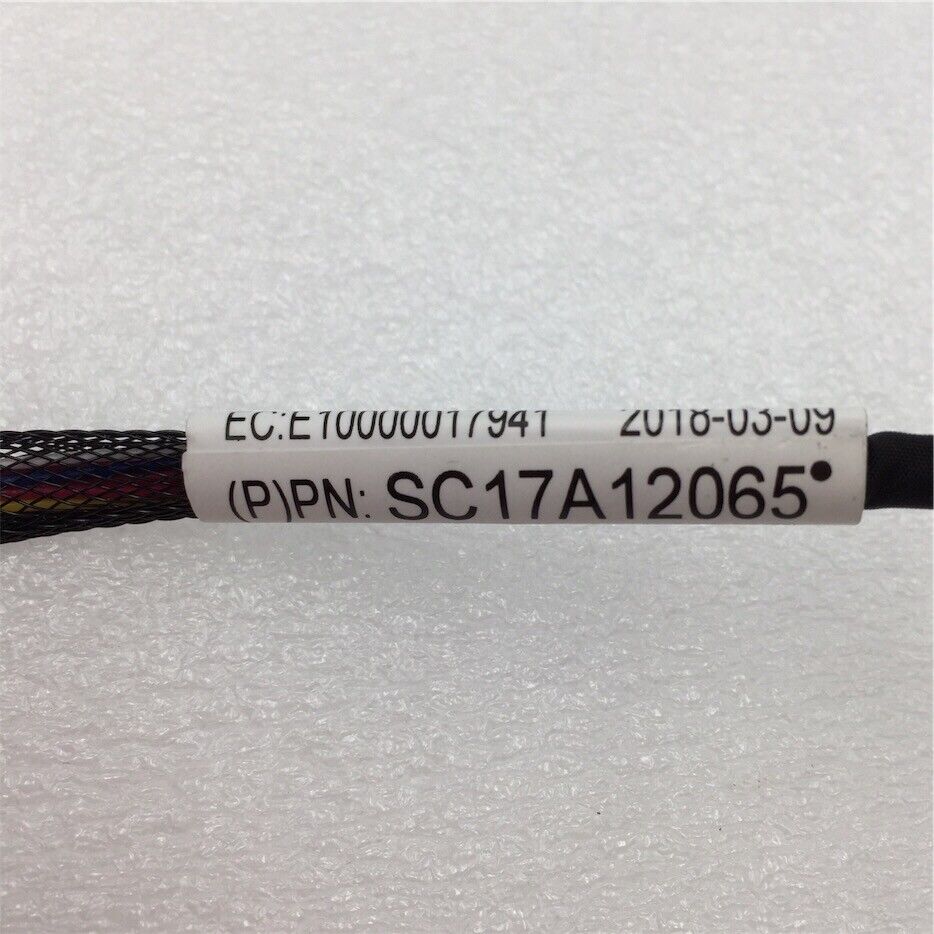 EC:E10000017941 2018-03-09
(P)PN: SC17A12065•